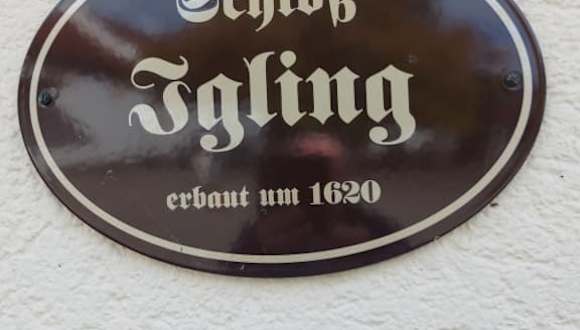 Schloß
Igling
erbaut um 1620